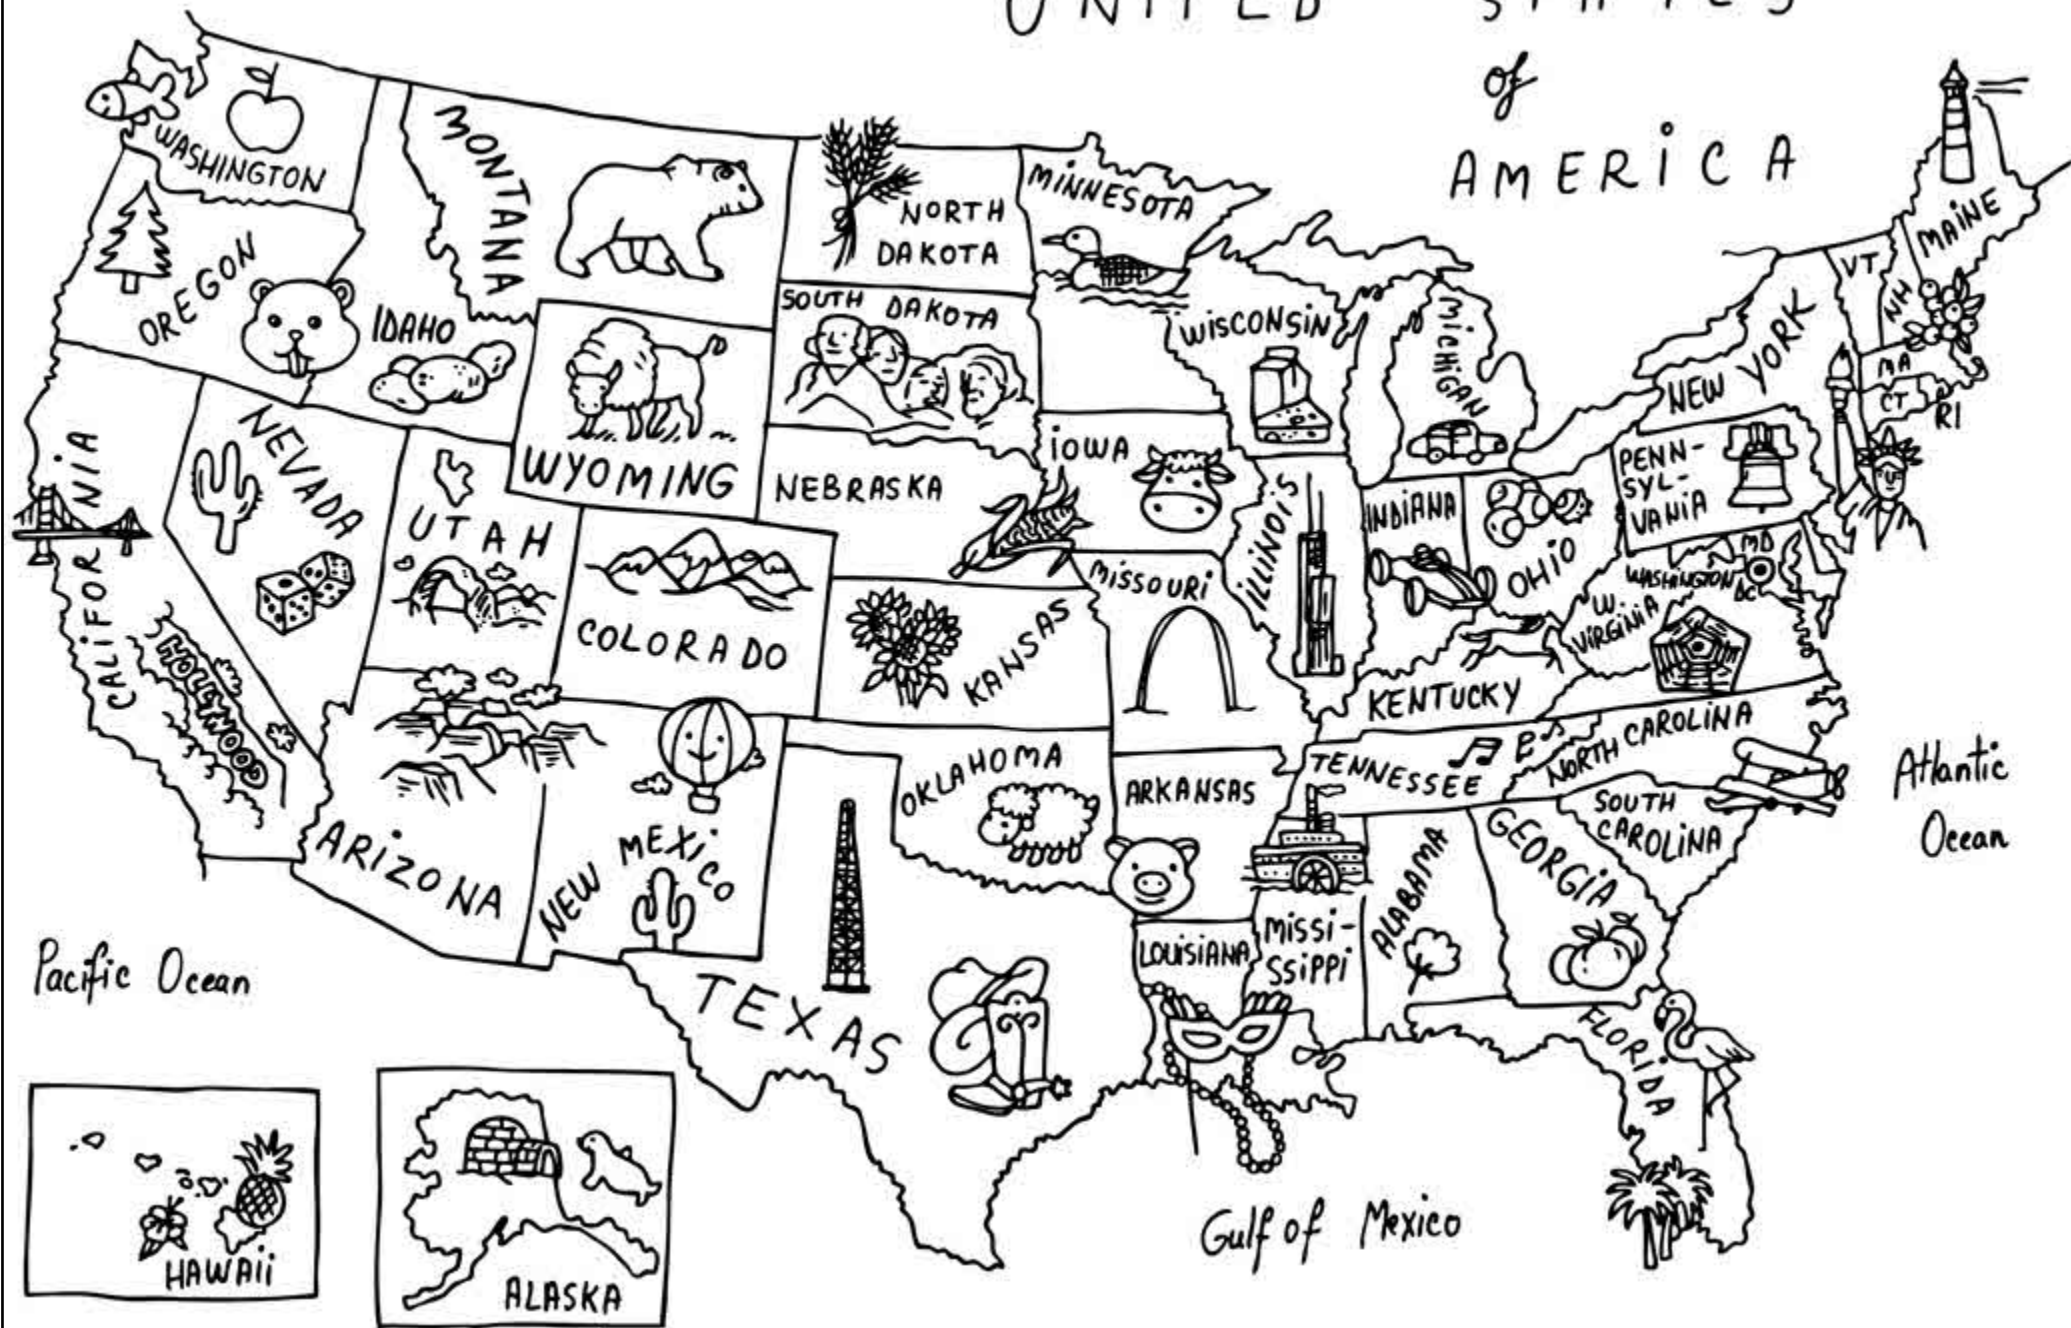 UNITED STATES
of
AMERICA
WASHINGTON
MONTANA
NORTH
DAKOTA
MINNESOTA
MAINE
VT
NH
OREGON
IDAHO
SOUTH DAKOTA
WISCONSIN
MICHIGAN
NEW YORK
MA
CT
RI
WYOMING
NEVADA
UTAH
NEBRASKA
IOWA
ILLINOIS
INDIANA
OHIO
PENN-
SYL-
VANIA
MD
WASHINGTON
DC
W.
VIRGINIA
CALIFORNIA
HOLLYWOOD
COLORADO
KANSAS
MISSOURI
KENTUCKY
ARIZONA
NEW MEXICO
OKLAHOMA
ARKANSAS
TENNESSEE
NORTH CAROLINA
SOUTH
CAROLINA
TEXAS
LOUISIANA
MISSI-
SSIPPI
ALABAMA
GEORGIA
FLORIDA
Atlantic
Ocean
Pacific Ocean
Gulf of Mexico
HAWAII
ALASKA